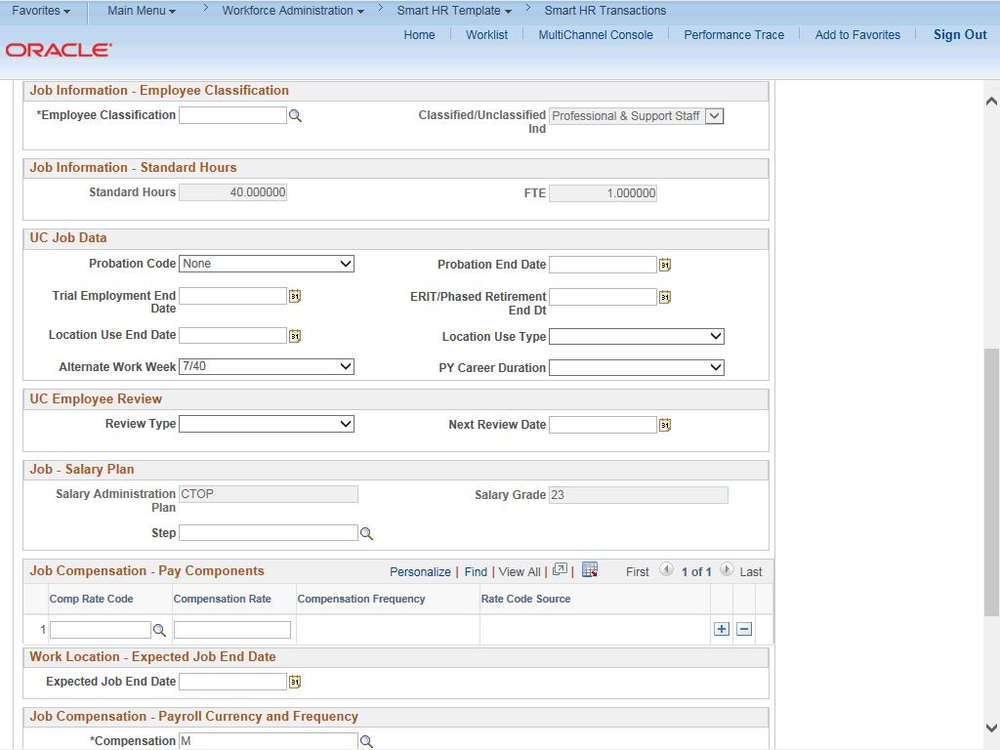 Favorites Main Menu > Workforce Administration > Smart HR Template > Smart HR Transactions
Home Worklist MultiChannel Console Performance Trace Add to Favorites Sign Out
ORACLE
Job Information - Employee Classification
*Employee Classification Classified/Unclassified Ind Professional & Support Staff
Job Information - Standard Hours
Standard Hours 40.000000 FTE 1.000000
UC Job Data
Probation Code None Probation End Date
Trial Employment End Date ERIT/Phased Retirement End Dt
Location Use End Date Location Use Type
Alternate Work Week 7/40 PY Career Duration
UC Employee Review
Review Type Next Review Date
Job - Salary Plan
Salary Administration Plan CTOP Salary Grade 23
Step
Job Compensation - Pay Components Personalize | Find | View All | | First 1 of 1 Last
Comp Rate Code Compensation Rate Compensation Frequency Rate Code Source
1
Work Location - Expected Job End Date
Expected Job End Date
Job Compensation - Payroll Currency and Frequency
*Compensation M